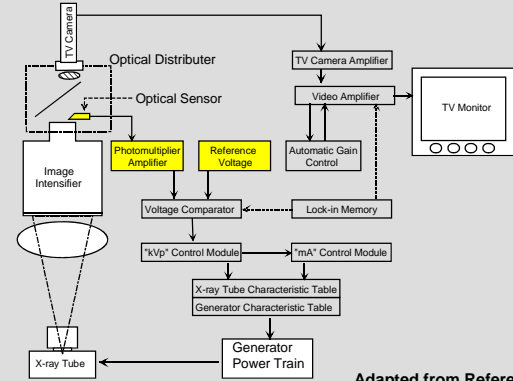 TV Camera
Optical Distributer
Optical Sensor
TV Camera Amplifier
Video Amplifier
TV Monitor
Photomultiplier
Amplifier
Reference
Voltage
Automatic Gain
Control
Image
Intensifier
Voltage Comparator
Lock-in Memory
"kVp" Control Module
"mA" Control Module
X-ray Tube Characteristic Table
Generator Characteristic Table
Generator
Power Train
X-ray Tube
Adapted from Refere